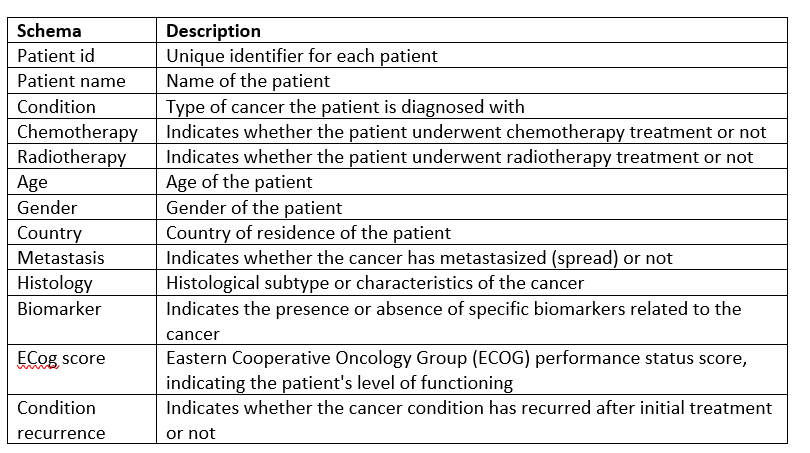 Schema Description
Patient id Unique identifier for each patient
Patient name Name of the patient
Condition Type of cancer the patient is diagnosed with
Chemotherapy Indicates whether the patient underwent chemotherapy treatment or not
Radiotherapy Indicates whether the patient underwent radiotherapy treatment or not
Age Age of the patient
Gender Gender of the patient
Country Country of residence of the patient
Metastasis Indicates whether the cancer has metastasized (spread) or not
Histology Histological subtype or characteristics of the cancer
Biomarker Indicates the presence or absence of specific biomarkers related to the
cancer
ECog score Eastern Cooperative Oncology Group (ECOG) performance status score,
indicating the patient's level of functioning
Condition Indicates whether the cancer condition has recurred after initial treatment
recurrence or not